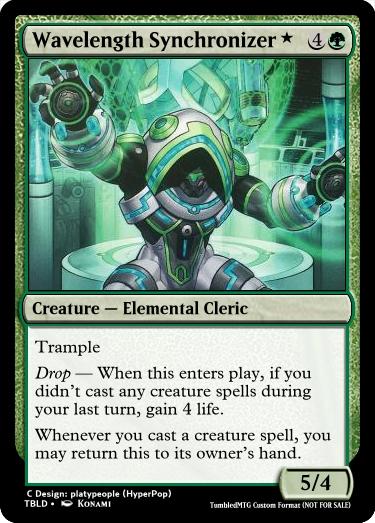 Wavelength Synchronizer ★ 4
Creature — Elemental Cleric
Trample
Drop — When this enters play, if you
didn't cast any creature spells during
your last turn, gain 4 life.
Whenever you cast a creature spell, you
may return this to its owner's hand.
5/4
C Design: platypeople (HyperPop)
TBLD • Konami
TumbledMTG Custom Format (NOT FOR SALE)